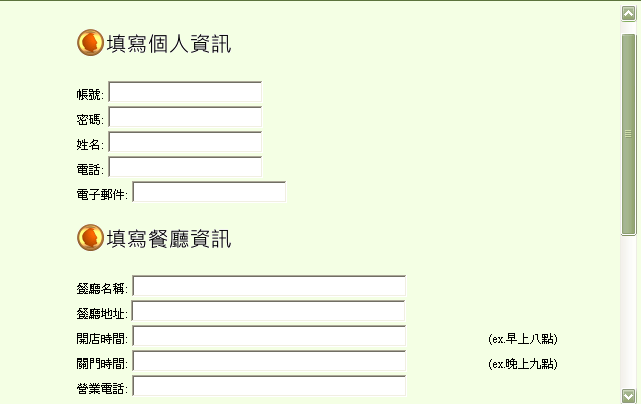 填寫個人資訊
帳號:
密碼:
姓名:
電話:
電子郵件:
填寫餐廳資訊
餐廳名稱:
餐廳地址:
開店時間: (ex.早上八點)
關門時間: (ex.晚上九點)
營業電話: